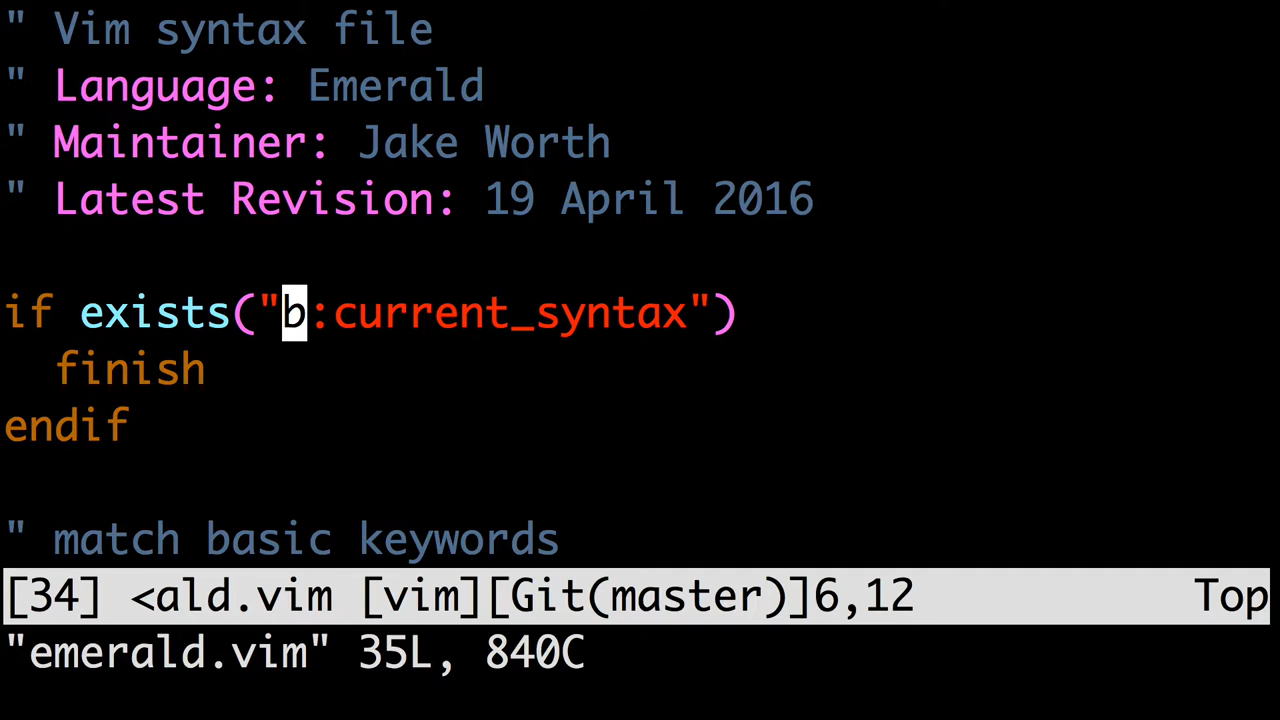 " Vim syntax file
" Language: Emerald
" Maintainer: Jake Worth
" Latest Revision: 19 April 2016
if exists("b:current_syntax")
  finish
endif
" match basic keywords
[34] <ald.vim [vim][Git(master)]6,12 Top
"emerald.vim" 35L, 840C